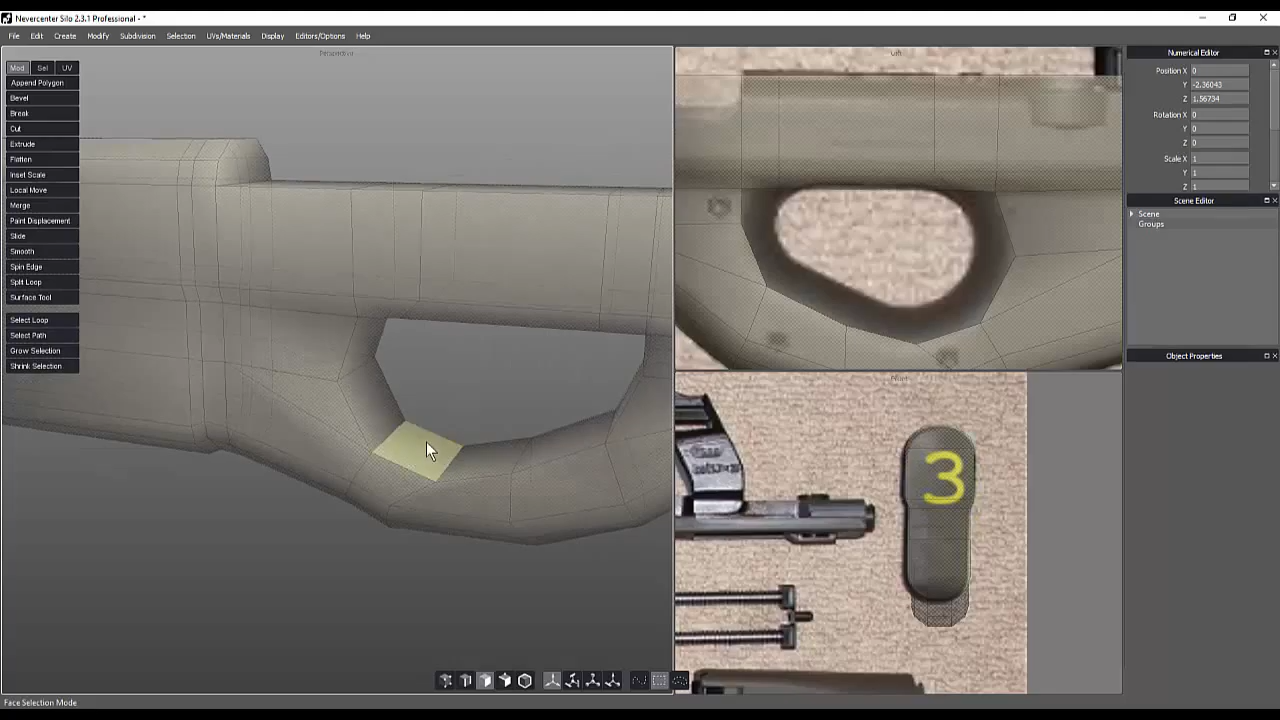 Nevercenter Silo 2.3.1 Professional - *
File Edit Create Modify Subdivision Selection UVs/Materials Display Editors/Options Help
Perspective
Mod Sel UV
Append Polygon
Bevel
Break
Cut
Extrude
Flatten
Inset Scale
Local Move
Merge
Paint Displacement
Slide
Smooth
Spin Edge
Split Loop
Surface Tool
Select Loop
Select Path
Grow Selection
Shrink Selection
3
Numerical Editor
Position X 0
Y -2.36043
Z 1.56734
Rotation X 0
Y 0
Z 0
Scale X 1
Y 1
Z 1
Scene Editor
Scene
Groups
Object Properties
Face Selection Mode